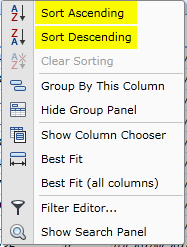 Sort Ascending
Sort Descending
Clear Sorting
Group By This Column
Hide Group Panel
Show Column Chooser
Best Fit
Best Fit (all columns)
Filter Editor...
Show Search Panel